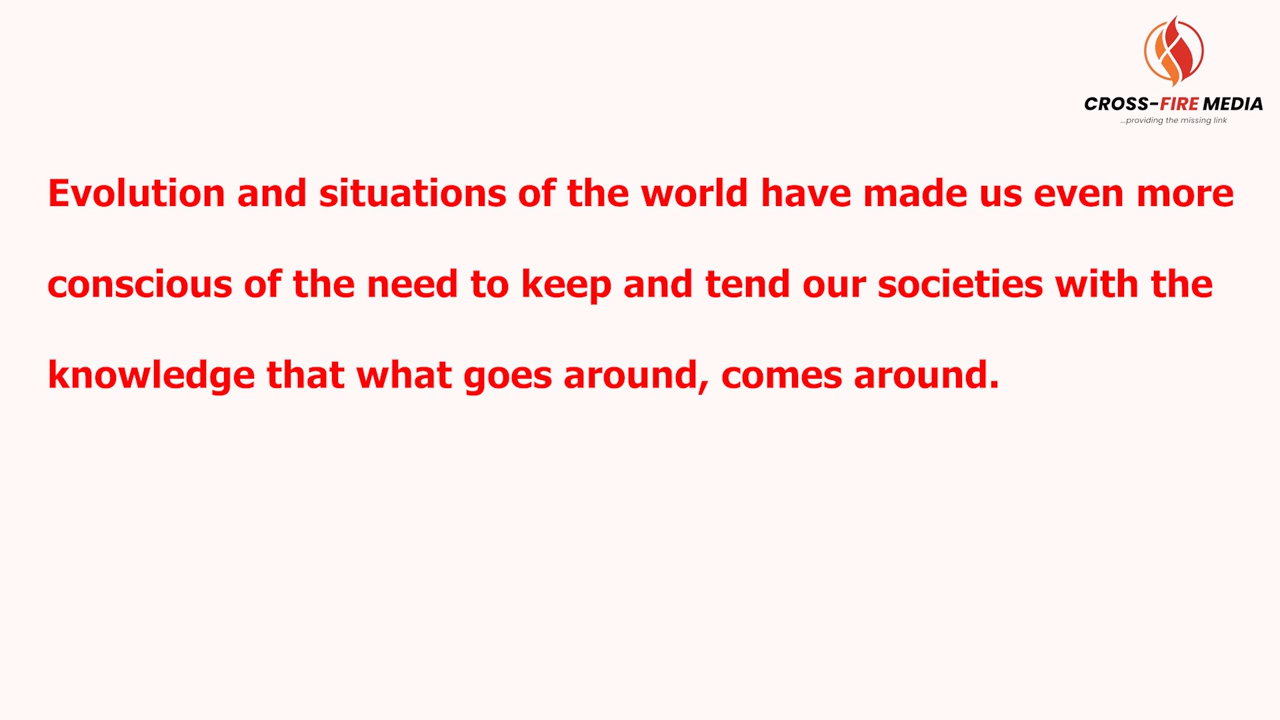 CROSS-FIRE MEDIA
...providing the missing link
Evolution and situations of the world have made us even more
conscious of the need to keep and tend our societies with the
knowledge that what goes around, comes around.